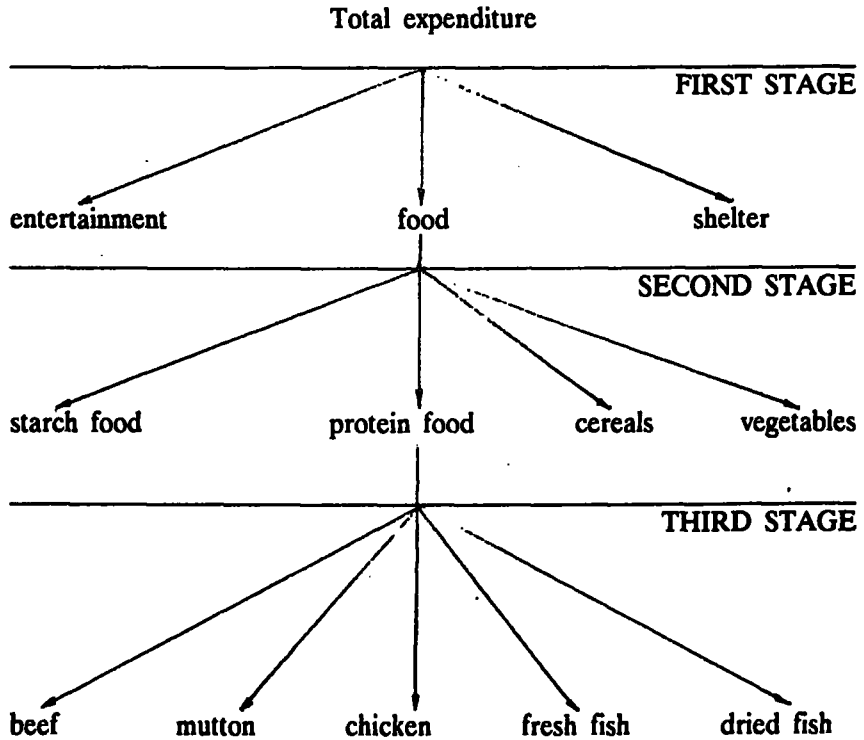 Total expenditure
FIRST STAGE
entertainment food shelter
SECOND STAGE
starch food protein food cereals vegetables
THIRD STAGE
beef mutton chicken fresh fish dried fish